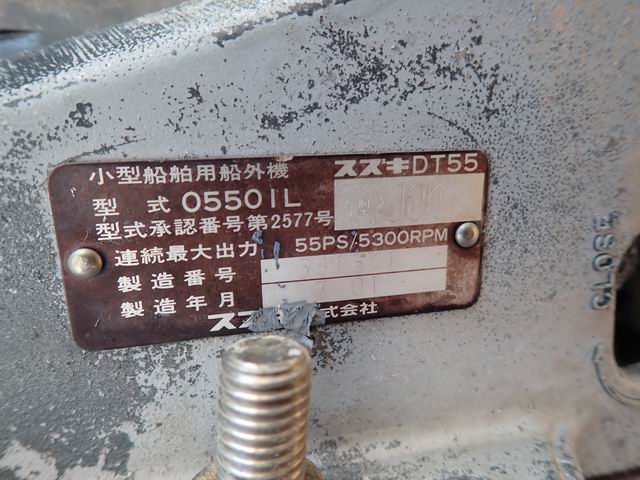 小型船舶用船外機 スズキDT55
型式 05501L
型式承認番号第2577号
連続最大出力 55PS/5300RPM
製造番号
製造年月
スズ 式会社
CLOSE